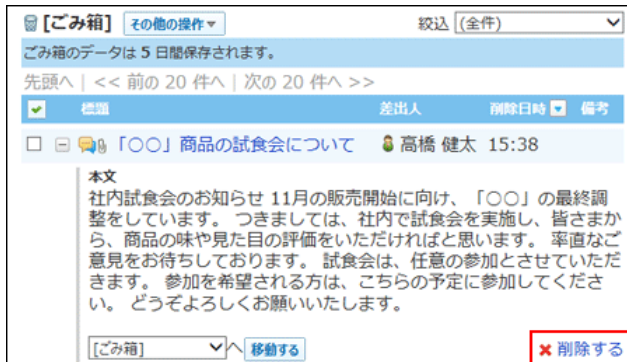 [ごみ箱] その他の操作▼ 絞込 (全件)
ごみ箱のデータは 5 日間保存されます。
先頭へ | << 前の 20 件へ | 次の 20 件へ >>
標題 差出人 削除日時 備考
「○○」商品の試食会について 高橋 健太 15:38
本文
社内試食会のお知らせ 11月の販売開始に向け、「○○」の最終調
整をしています。 つきましては、社内で試食会を実施し、皆さまか
ら、商品の味や見た目の評価をいただければと思います。 率直なご
意見をお待ちしております。 試食会は、任意の参加とさせていただ
きます。 参加を希望される方は、こちらの予定に参加してくださ
い。 どうぞよろしくお願いいたします。
[ごみ箱] へ 移動する 削除する